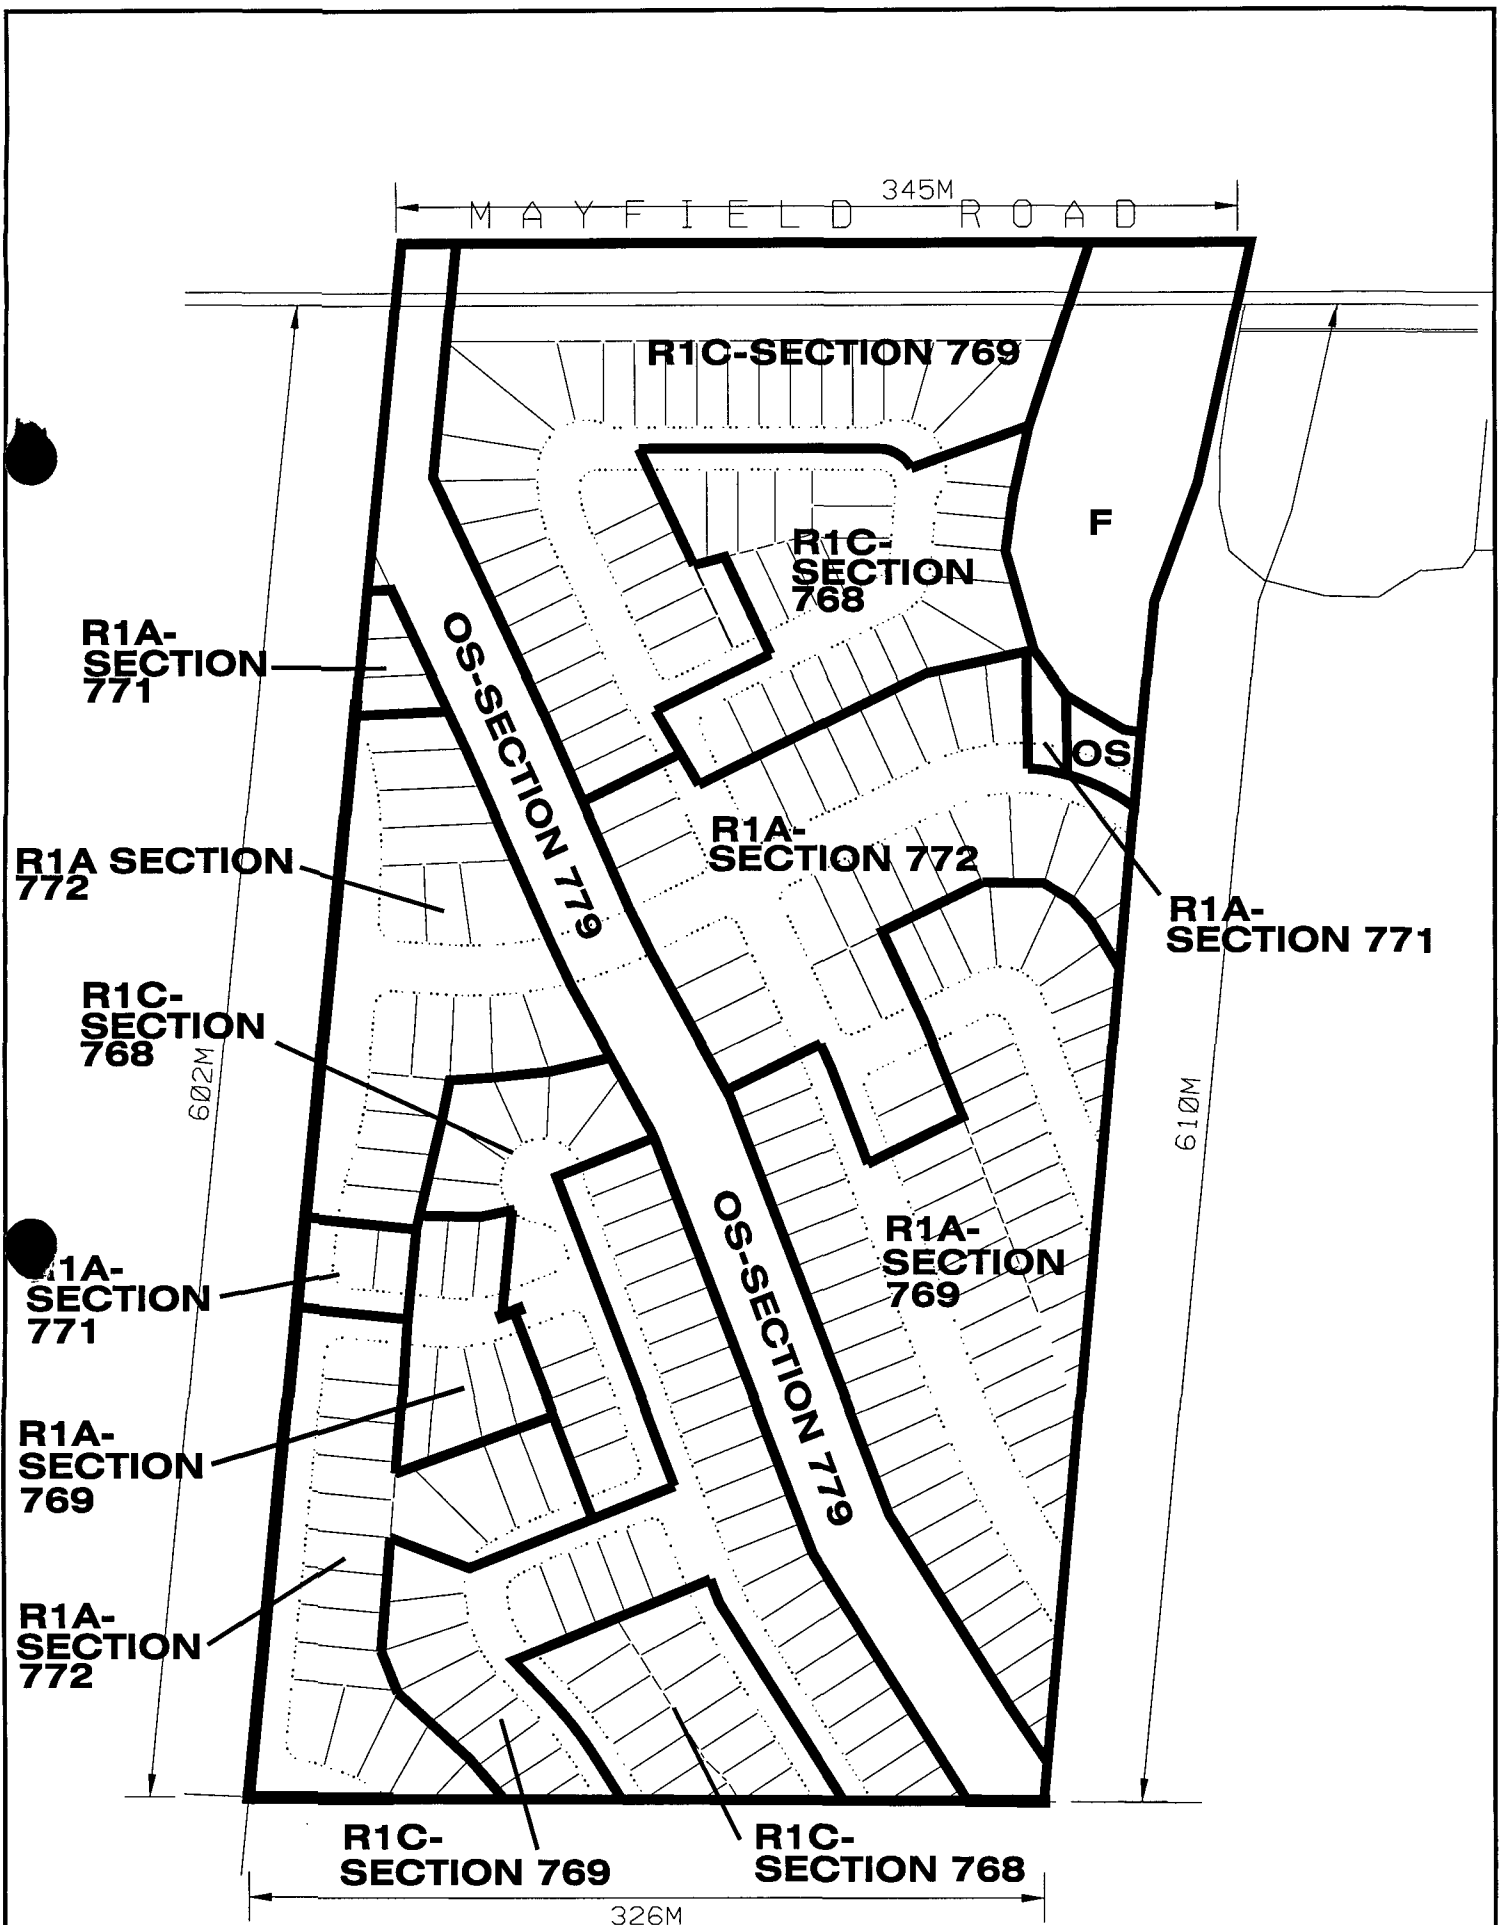 345M
MAYFIELD ROAD
R1C-SECTION 769
F
R1C-
SECTION
768
R1A-
SECTION
771
OS-SECTION 779
OS
R1A-
SECTION 772
R1A SECTION
772
R1A-
SECTION 771
R1C-
SECTION
768
602M
610M
OS-SECTION 779
R1A-
SECTION
769
R1A-
SECTION
771
R1A-
SECTION
769
R1A-
SECTION
772
R1C-
SECTION 769
R1C-
SECTION 768
326M